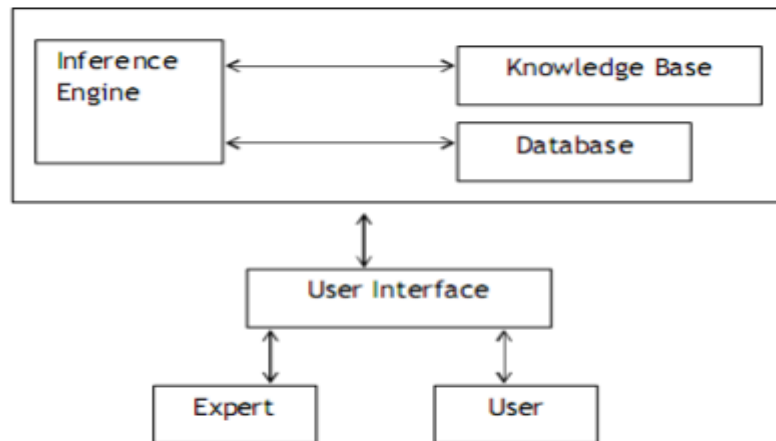 Inference
Engine
Knowledge Base
Database
User Interface
Expert
User